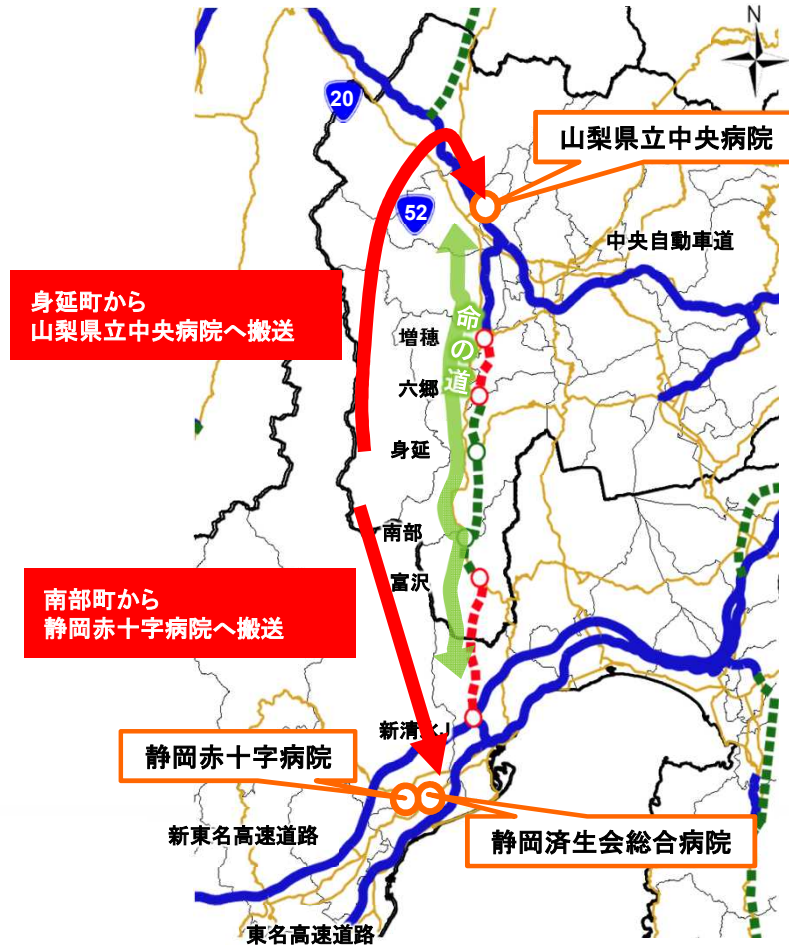 N
20
山梨県立中央病院
52
中央自動車道
身延町から
山梨県立中央病院へ搬送
命の道
増穂
六郷
身延
南部
富沢
南部町から
静岡赤十字病院へ搬送
新清水J
静岡赤十字病院
新東名高速道路
静岡済生会総合病院
東名高速道路